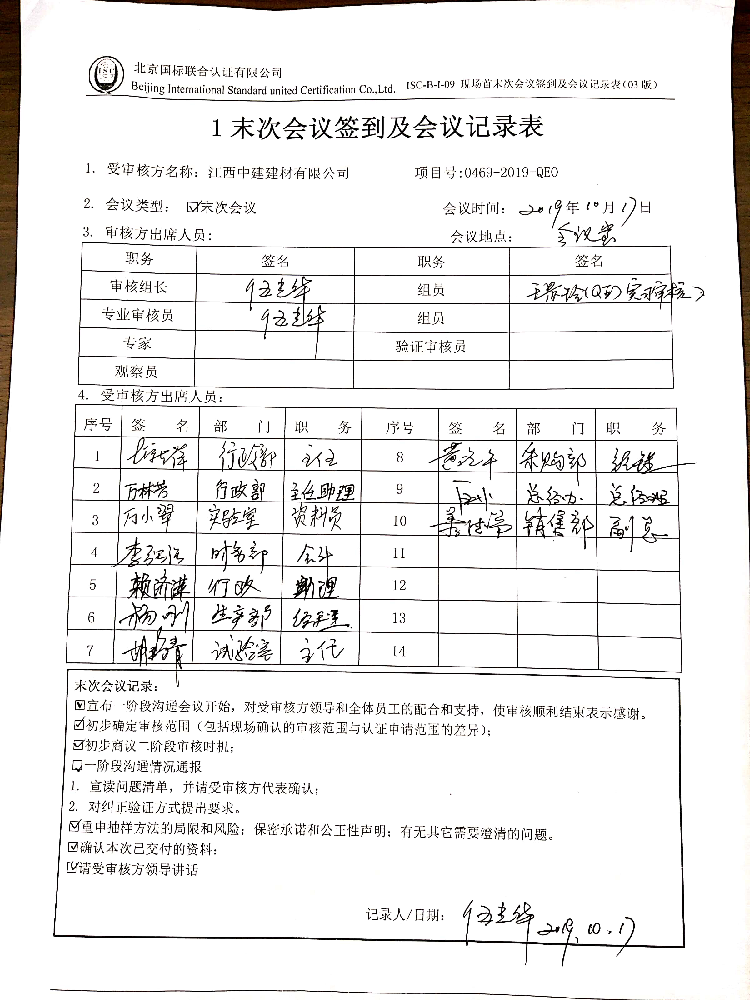 ISC
北京国标联合认证有限公司
Beijing International Standard united Certification Co.,Ltd. ISC-B-I-09 现场首末次会议签到及会议记录表(03 版)
1 末次会议签到及会议记录表
1. 受审核方名称：江西中建建材有限公司 项目号:0469-2019-QEO
2. 会议类型： ☑末次会议 会议时间： 2019年10月17日
3. 审核方出席人员: 会议地点： 会议室
职务 签名 职务 签名
审核组长 伍光华 组员
专业审核员 伍光华 组员
专家 验证审核员
观察员
4. 受审核方出席人员:
序号 签 名 部 门 职 务 序号 签 名 部 门 职 务
1 行政部 主任 8 采购部
2 万林芳 行政部 主任助理 9 总经办 总经理
3 万小翠 实验室 资料员 10 销售部 副总
4 财务部 会计 11
5 行政 助理 12
6 杨刚 生产部 经理 13
7 试验室 主任 14
末次会议记录:
☑宣布一阶段沟通会议开始，对受审核方领导和全体员工的配合和支持，使审核顺利结束表示感谢。
☑初步确定审核范围（包括现场确认的审核范围与认证申请范围的差异）;
☑初步商议二阶段审核时机;
☑一阶段沟通情况通报
1. 宣读问题清单，并请受审核方代表确认;
2. 对纠正验证方式提出要求。
☑重申抽样方法的局限和风险；保密承诺和公正性声明；有无其它需要澄清的问题。
☑确认本次已交付的资料:
☑请受审核方领导讲话
记录人/日期: 伍光华 2019.10.17